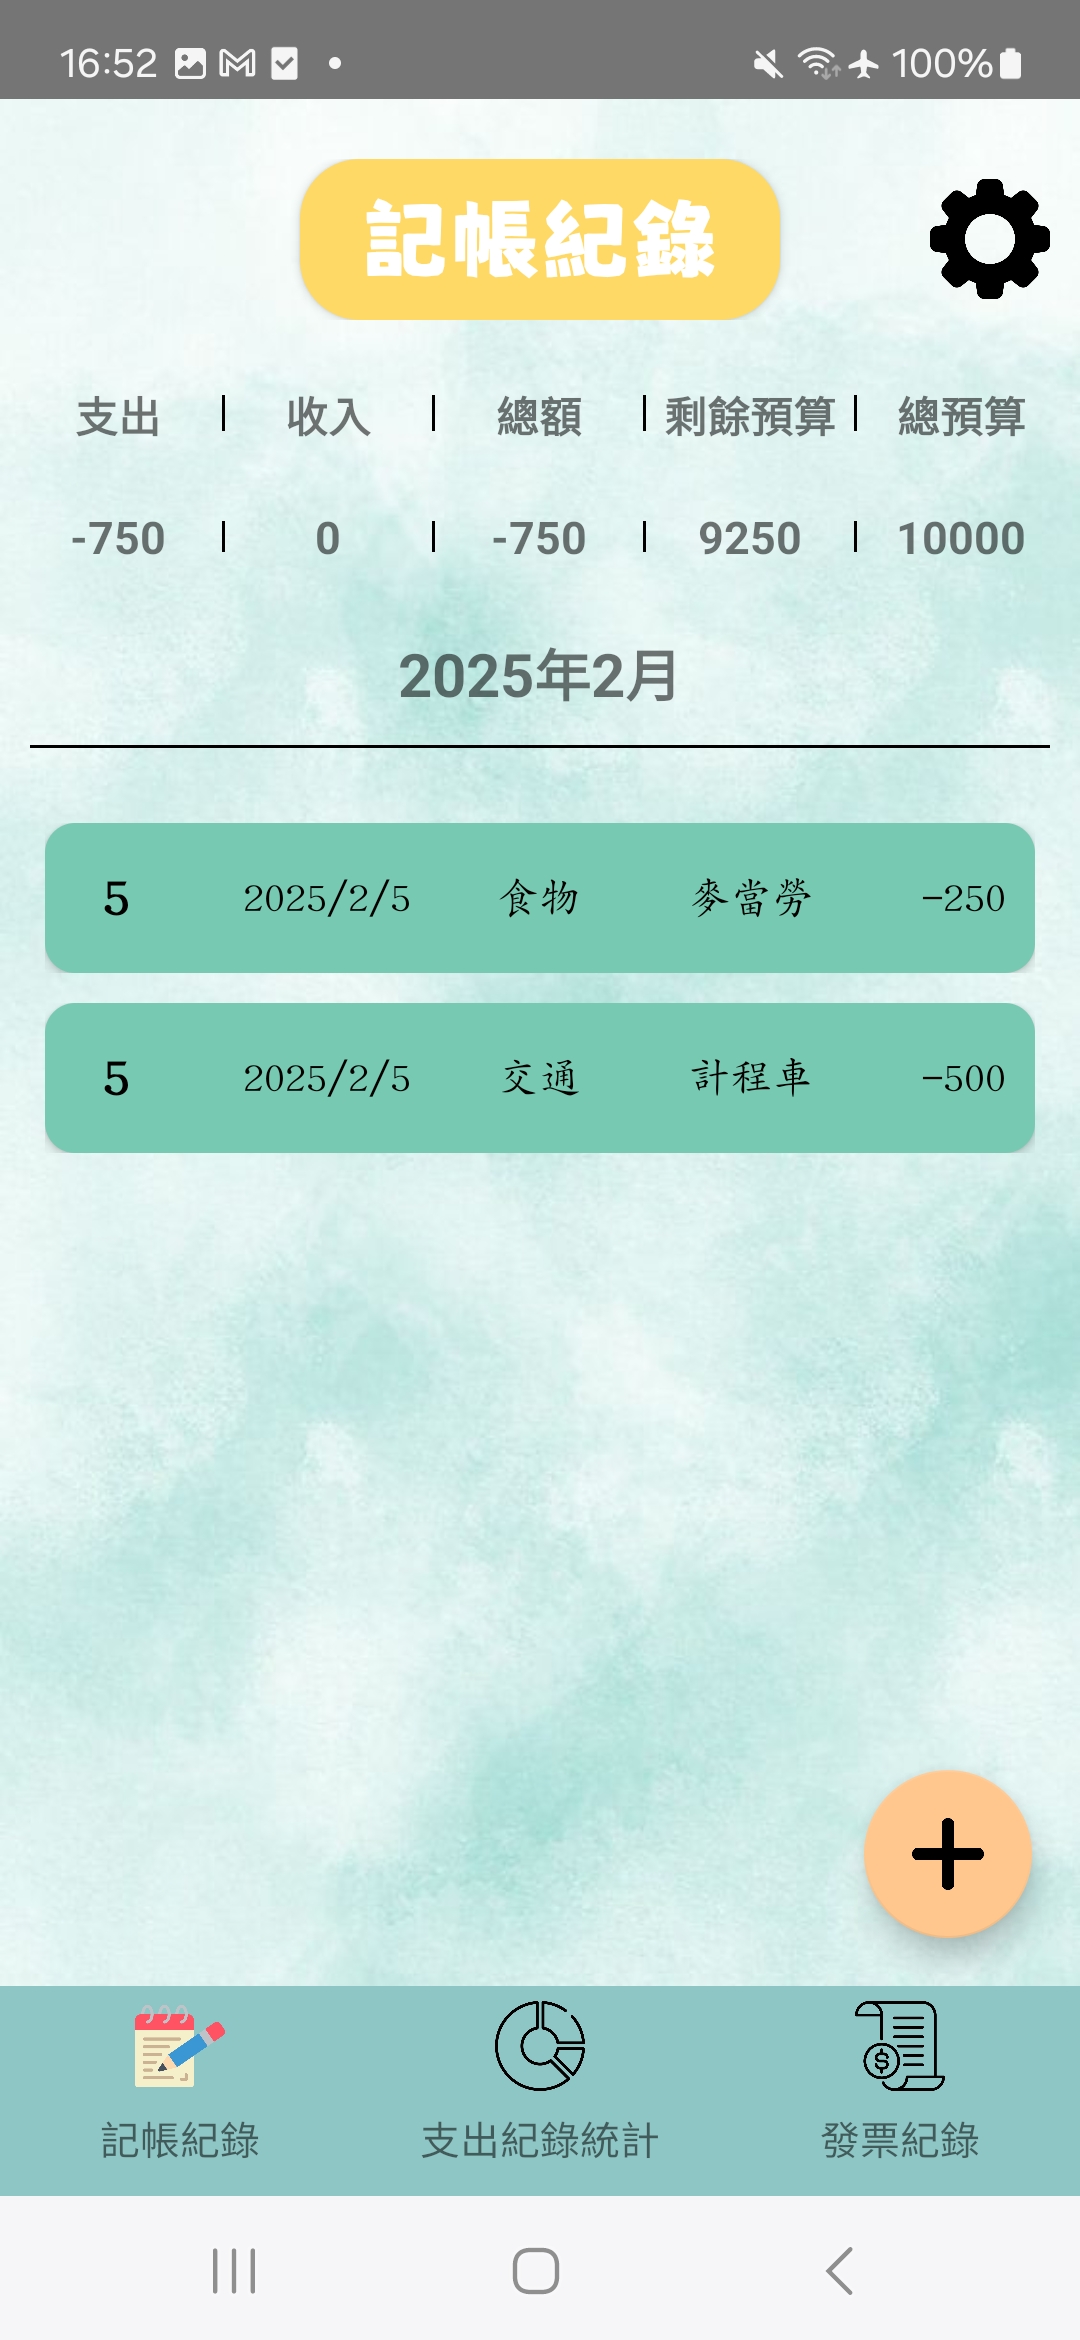 16:52 100%
記帳紀錄
支出 收入 總額 剩餘預算 總預算
-750 0 -750 9250 10000
2025年2月
5 2025/2/5 食物 麥當勞 -250
5 2025/2/5 交通 計程車 -500
記帳紀錄 支出紀錄統計 發票紀錄